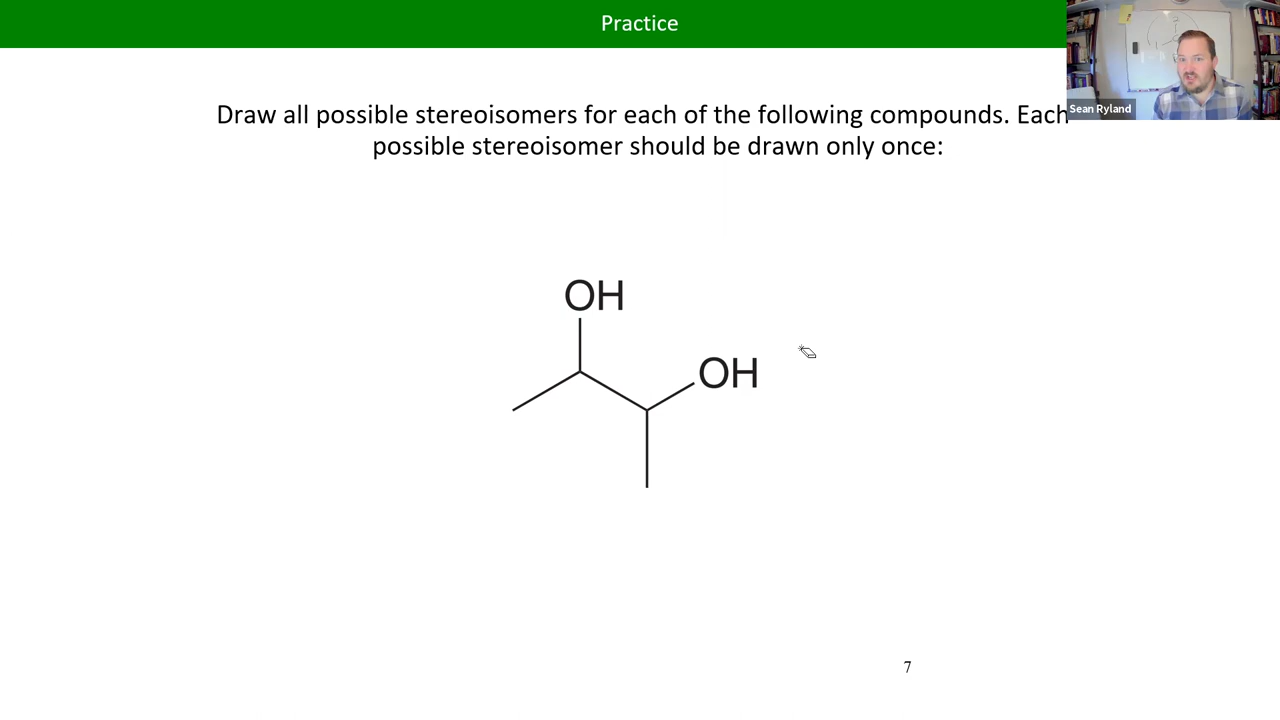 Practice
Sean Ryland
Draw all possible stereoisomers for each of the following compounds. Each
possible stereoisomer should be drawn only once:
OH
OH
7